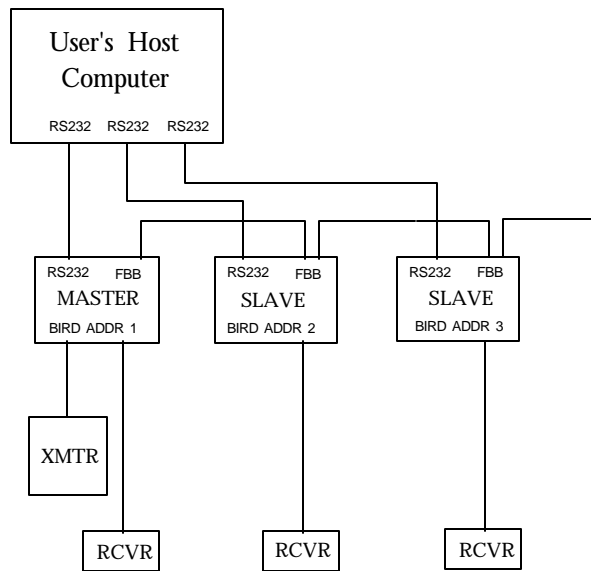 User's Host
Computer
RS232 RS232 RS232
RS232 FBB
MASTER
BIRD ADDR 1
RS232 FBB
SLAVE
BIRD ADDR 2
RS232 FBB
SLAVE
BIRD ADDR 3
XMTR
RCVR
RCVR
RCVR